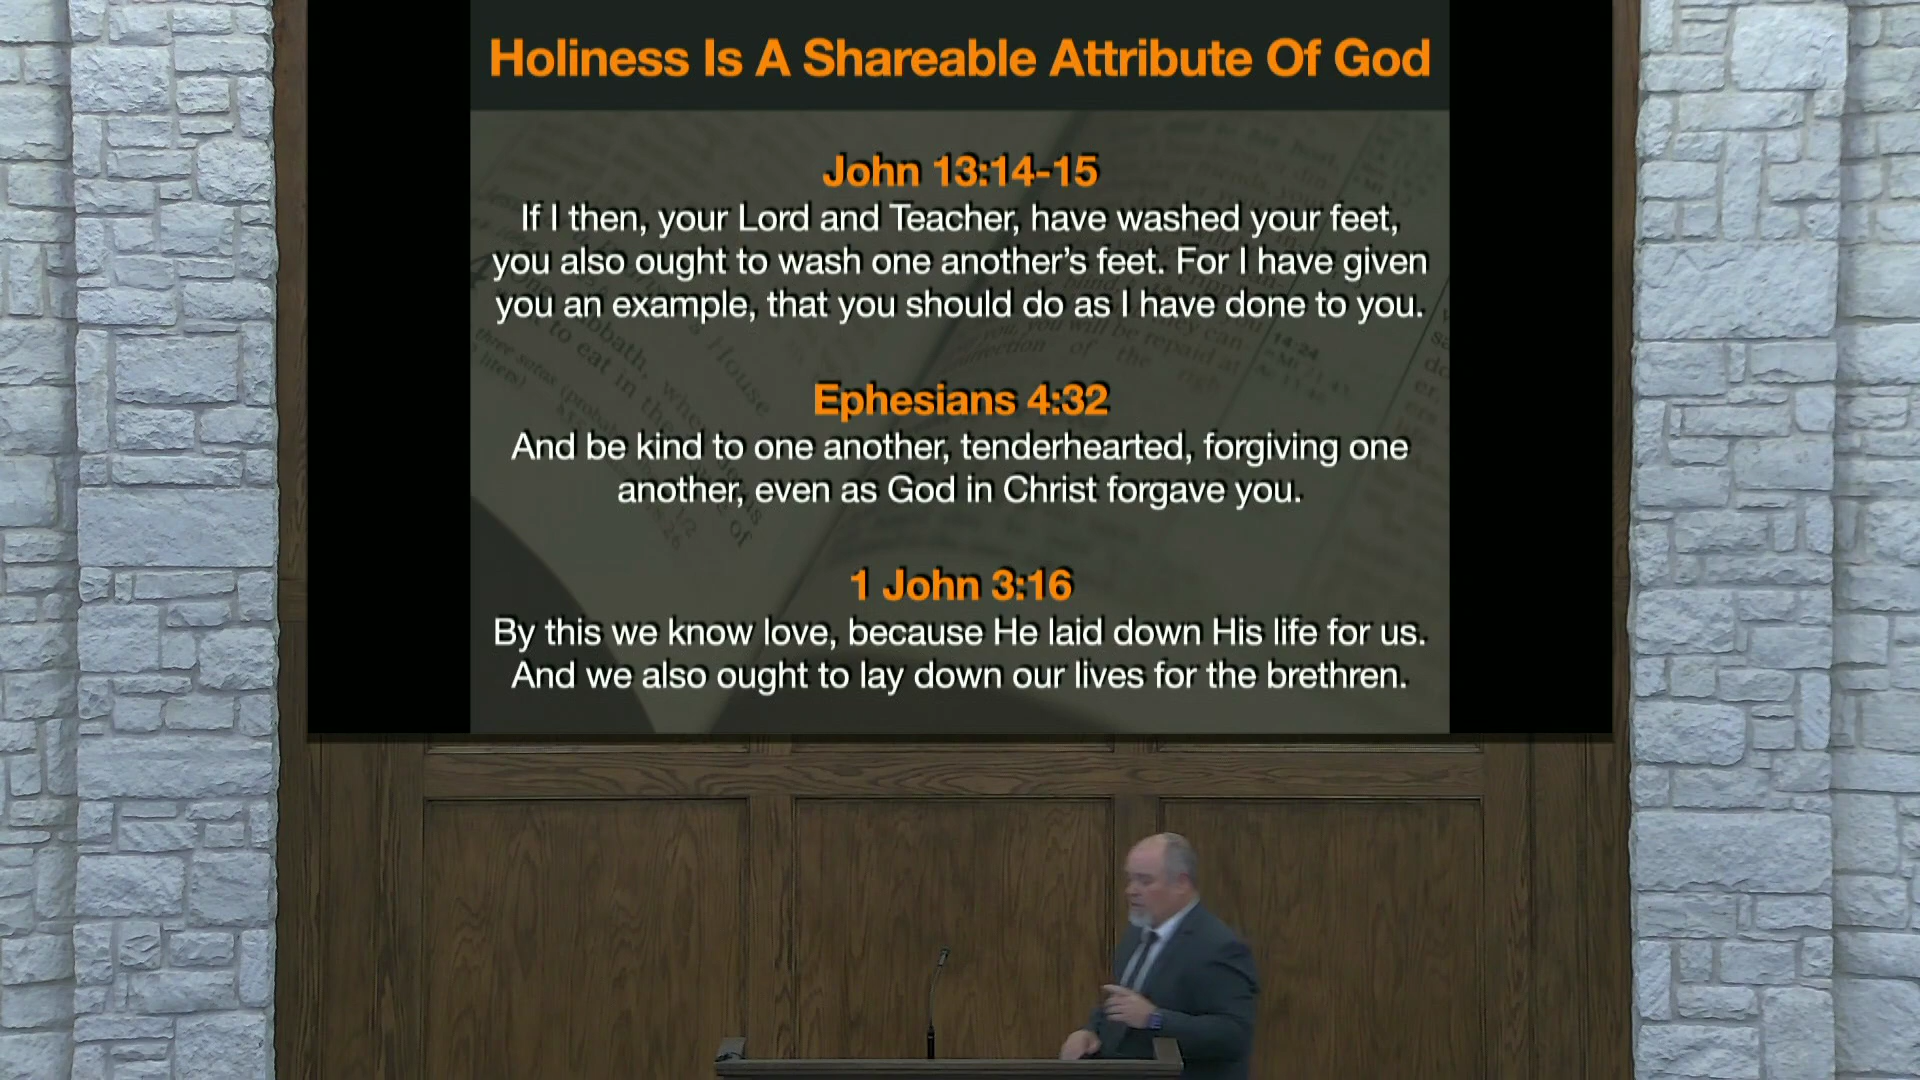 Holiness Is A Shareable Attribute Of God
John 13:14-15
If I then, your Lord and Teacher, have washed your feet,
you also ought to wash one another’s feet. For I have given
you an example, that you should do as I have done to you.
Ephesians 4:32
And be kind to one another, tenderhearted, forgiving one
another, even as God in Christ forgave you.
1 John 3:16
By this we know love, because He laid down His life for us.
And we also ought to lay down our lives for the brethren.